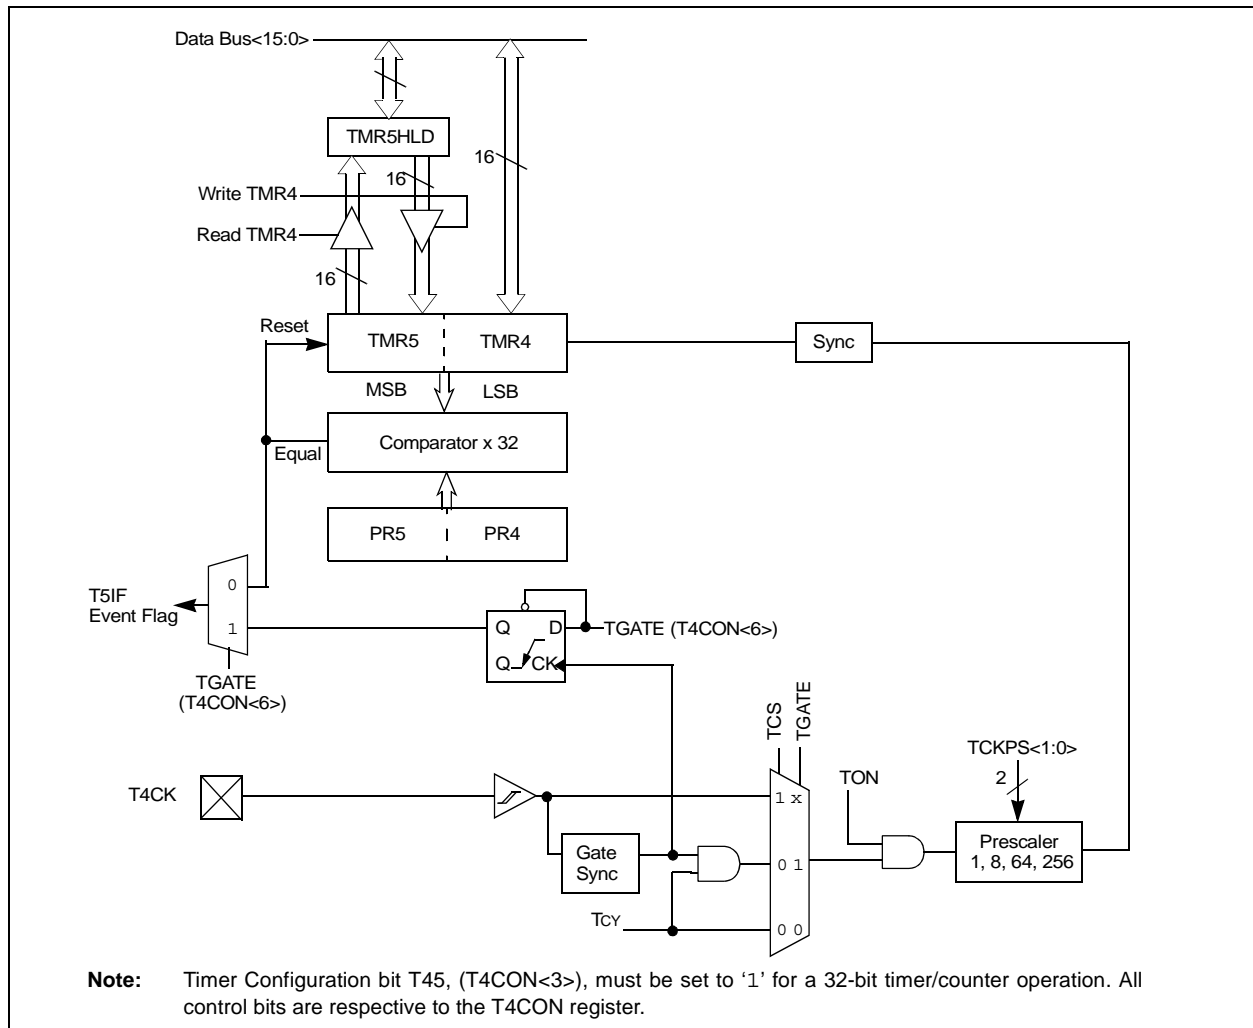 Data Bus<15:0>
TMR5HLD
16
16
Write TMR4
Read TMR4
16
Reset
TMR5
TMR4
Sync
MSB
LSB
Comparator x 32
Equal
PR5
PR4
0
T5IF
Event Flag
1
Q
D
TGATE (T4CON<6>)
Q
CK
TGATE
(T4CON<6>)
TCS
TGATE
TCKPS<1:0>
2
TON
T4CK
1 x
Gate
Sync
0 1
Prescaler
1, 8, 64, 256
TCY
0 0
Note: Timer Configuration bit T45, (T4CON<3>), must be set to ‘1’ for a 32-bit timer/counter operation. All
control bits are respective to the T4CON register.